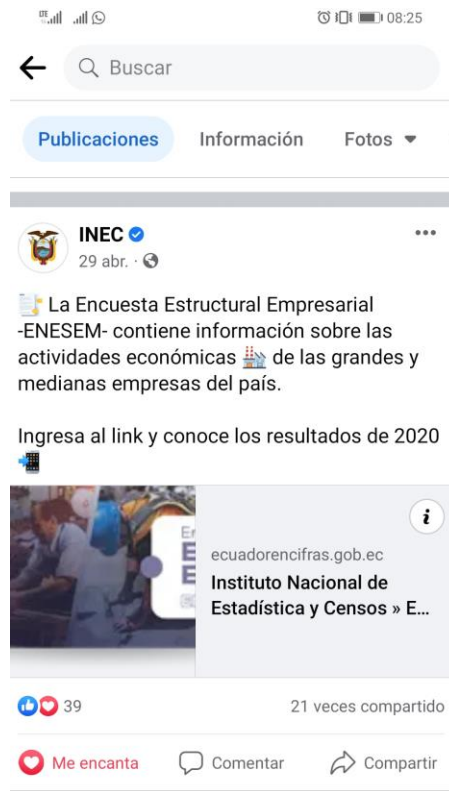 LTE
08:25
Buscar
Publicaciones Información Fotos
INEC
29 abr. ·
La Encuesta Estructural Empresarial
-ENESEM- contiene información sobre las
actividades económicas de las grandes y
medianas empresas del país.
Ingresa al link y conoce los resultados de 2020
En
E
E
i
ecuadorencifras.gob.ec
Instituto Nacional de
Estadística y Censos » E...
39 21 veces compartido
Me encanta Comentar Compartir